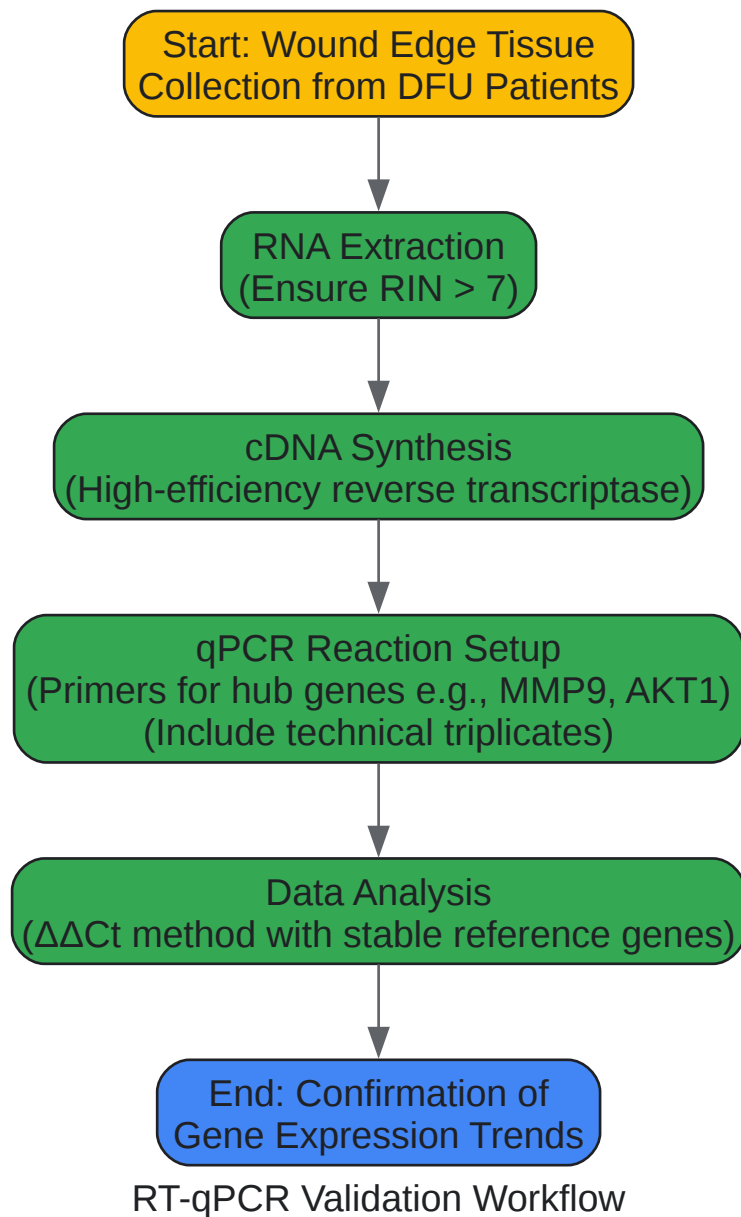 Start: Wound Edge Tissue
Collection from DFU Patients
RNA Extraction
(Ensure RIN > 7)
cDNA Synthesis
(High-efficiency reverse transcriptase)
qPCR Reaction Setup
(Primers for hub genes e.g., MMP9, AKT1)
(Include technical triplicates)
Data Analysis
(ΔΔCt method with stable reference genes)
End: Confirmation of
Gene Expression Trends
RT-qPCR Validation Workflow